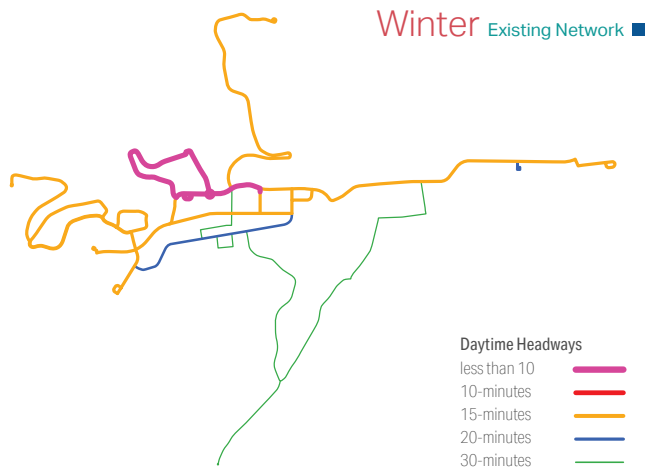 Winter Existing Network
Daytime Headways
less than 10
10-minutes
15-minutes
20-minutes
30-minutes